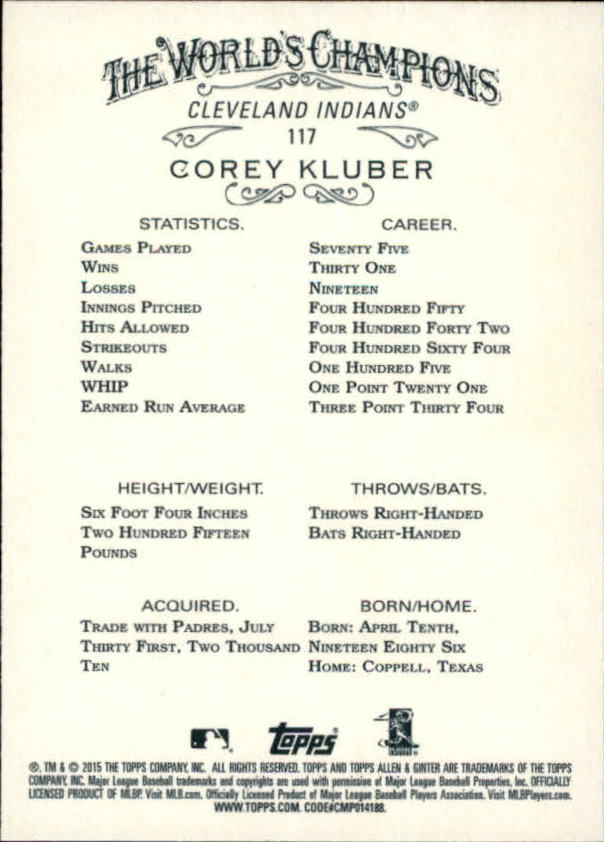 THE WORLD'S CHAMPIONS
CLEVELAND INDIANS®
117
COREY KLUBER
STATISTICS. CAREER.
GAMES PLAYED SEVENTY FIVE
WINS THIRTY ONE
LOSSES NINETEEN
INNINGS PITCHED FOUR HUNDRED FIFTY
HITS ALLOWED FOUR HUNDRED FORTY TWO
STRIKEOUTS FOUR HUNDRED SIXTY FOUR
WALKS ONE HUNDRED FIVE
WHIP ONE POINT TWENTY ONE
EARNED RUN AVERAGE THREE POINT THIRTY FOUR
HEIGHT/WEIGHT.
SIX FOOT FOUR INCHES
TWO HUNDRED FIFTEEN
POUNDS
THROWS/BATS.
THROWS RIGHT-HANDED
BATS RIGHT-HANDED
ACQUIRED.
TRADE WITH PADRES, JULY
THIRTY FIRST, TWO THOUSAND
TEN
BORN/HOME.
BORN: APRIL TENTH,
NINETEEN EIGHTY SIX
HOME: COPPELL, TEXAS
Topps
®, TM & © 2015 THE TOPPS COMPANY, INC. ALL RIGHTS RESERVED. TOPPS AND TOPPS ALLEN & GINTER ARE TRADEMARKS OF THE TOPPS
COMPANY, INC. Major League Baseball trademarks and copyrights are used with permission of Major League Baseball Properties, Inc. OFFICIALLY
LICENSED PRODUCT OF MLBP. Visit MLB.com. Officially Licensed Product of Major League Baseball Players Association. Visit MLBPlayers.com.
WWW.TOPPS.COM. CODE#CMP014188.